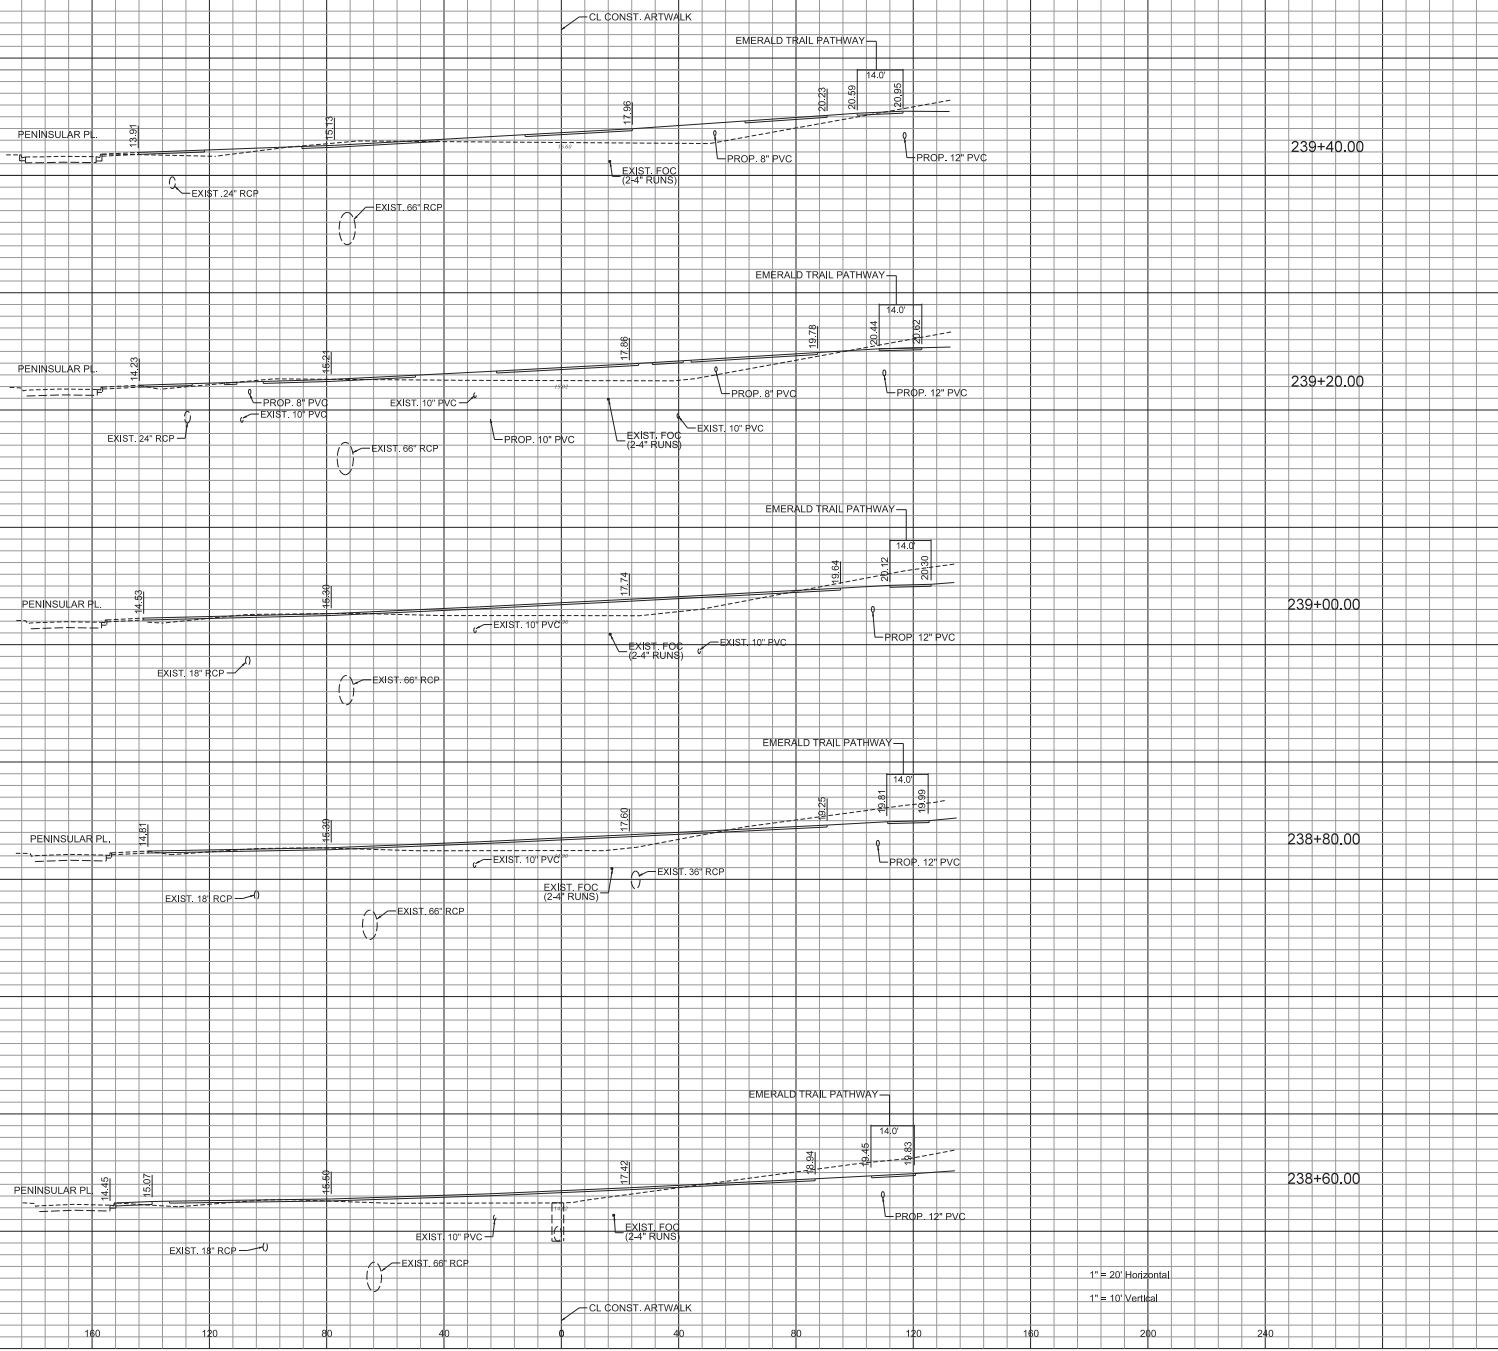 CL CONST. ARTWALK
EMERALD TRAIL PATHWAY
14.0'
PENINSULAR PL.
13.91
15.13
17.96
20.23
20.59
20.95
239+40.00
EXIST .24" RCP
EXIST. 66" RCP
EXIST. FOC
(2-4" RUNS)
PROP. 8" PVC
PROP. 12" PVC
EMERALD TRAIL PATHWAY
14.0'
PENINSULAR PL.
14.23
15.21
17.86
19.78
20.44
20.62
239+20.00
PROP. 8" PVC
EXIST. 10" PVC
EXIST. 24" RCP
EXIST. 66" RCP
EXIST. 10" PVC
PROP. 10" PVC
EXIST. FOC
(2-4" RUNS)
EXIST. 10" PVC
PROP. 8" PVC
PROP. 12" PVC
EMERALD TRAIL PATHWAY
14.0'
PENINSULAR PL.
14.53
15.30
17.74
19.64
20.12
20.30
239+00.00
EXIST. 18" RCP
EXIST. 66" RCP
EXIST. 10" PVC
EXIST. FOC
(2-4" RUNS)
EXIST. 10" PVC
PROP. 12" PVC
EMERALD TRAIL PATHWAY
14.0'
PENINSULAR PL.
14.81
15.39
17.60
19.25
19.81
19.99
238+80.00
EXIST. 18" RCP
EXIST. 66" RCP
EXIST. 10" PVC
EXIST. FOC
(2-4" RUNS)
EXIST. 36" RCP
PROP. 12" PVC
EMERALD TRAIL PATHWAY
14.0'
PENINSULAR PL.
14.45
15.07
15.50
17.42
18.94
19.45
19.83
238+60.00
EXIST. 18" RCP
EXIST. 66" RCP
EXIST. 10" PVC
EXIST. FOC
(2-4" RUNS)
PROP. 12" PVC
1" = 20' Horizontal
1" = 10' Vertical
CL CONST. ARTWALK
160
120
80
40
0
40
80
120
160
200
240